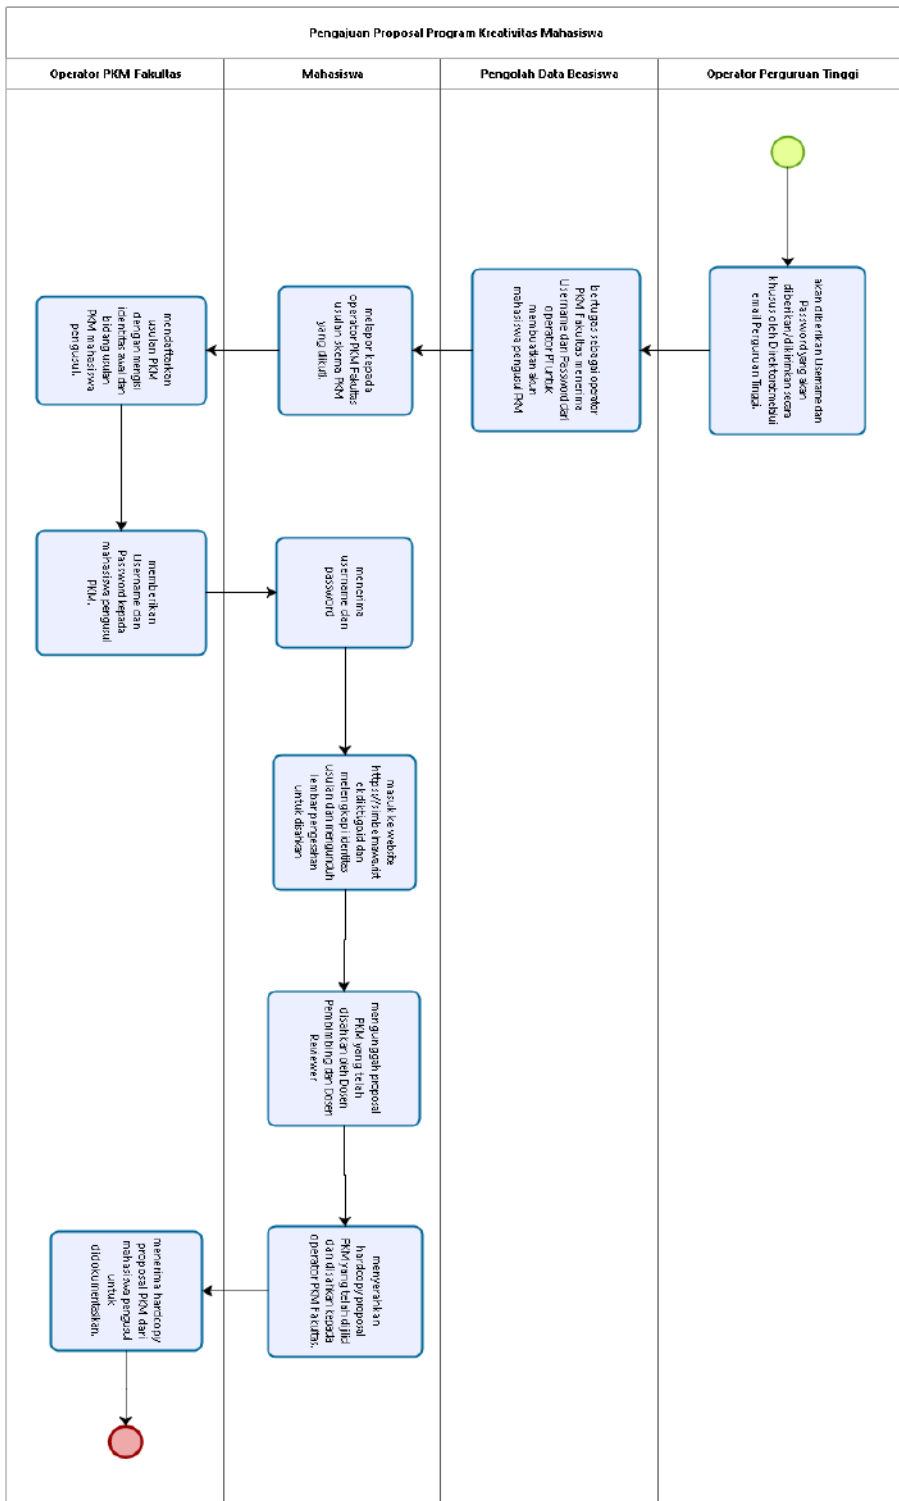 Pengajuan Proposal Program Kreativitas Mahasiswa
Operator PKM Fakultas
Mahasiswa
Pengolah Data Beasiswa
Operator Perguruan Tinggi
akan diberikan Username dan
Password yang akan
diberikan/dikirimkan secara
khusus oleh Direktorat melalui
email Perguruan Tinggi.
bertugas sebagai operator
PKM Fakultas menerima
Username dan Password dari
operator PT untuk
membuatkan akun
mahasiswa pengusul PKM
melapor kepada
operator PKM Fakultas
usulan skema PKM
yang diikuti.
mendaftarkan
usulan PKM
dengan mengisi
identitas awal dan
bidang usulan
PKM mahasiswa
pengusul.
memberikan
Username dan
Password kepada
mahasiswa pengusul
PKM.
menerima
username dan
password
masuk ke website
https://simbelmawa.rist
ekdikti.go.id dan
melengkapi identitas
usulan dan mengunduh
lembar pengesahan
untuk disahkan
mengunggah proposal
PKM yang telah
disahkan oleh Dosen
Pembimbing dan Dosen
Reviewer
menyerahkan
hardcopy proposal
PKM yang telah dijilid
dan disahkan kepada
operator PKM Fakultas.
menerima hardcopy
proposal PKM dari
mahasiswa pengusul
untuk
didokumentasikan.